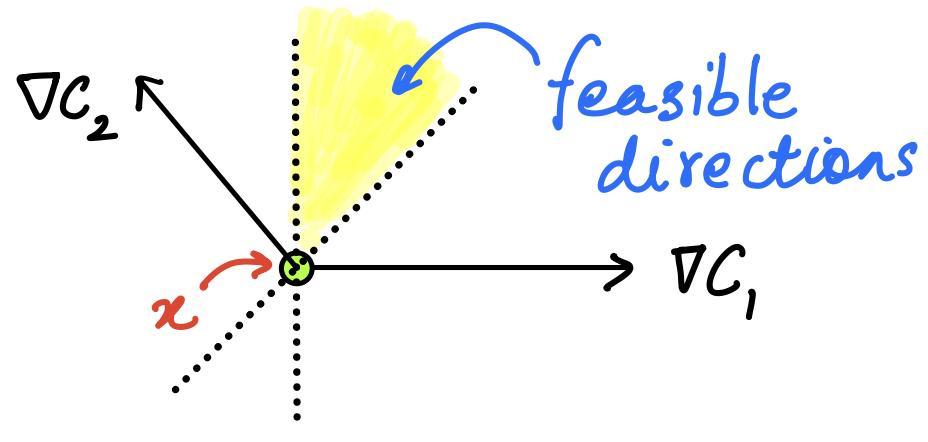 ∇C₂
feasible
directions
∇C₁
x